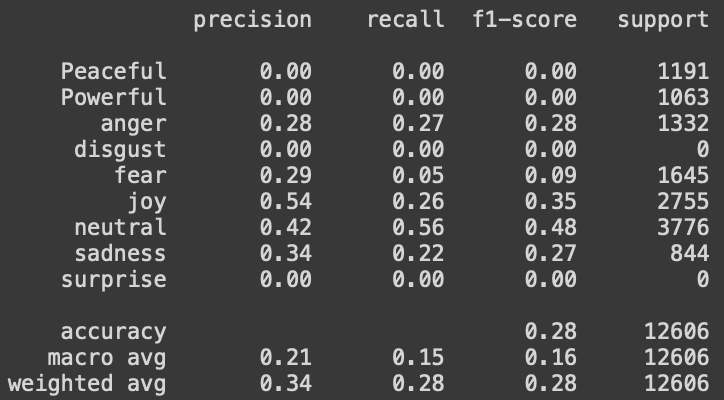 precision recall f1-score support
Peaceful 0.00 0.00 0.00 1191
Powerful 0.00 0.00 0.00 1063
anger 0.28 0.27 0.28 1332
disgust 0.00 0.00 0.00 0
fear 0.29 0.05 0.09 1645
joy 0.54 0.26 0.35 2755
neutral 0.42 0.56 0.48 3776
sadness 0.34 0.22 0.27 844
surprise 0.00 0.00 0.00 0
accuracy 0.28 12606
macro avg 0.21 0.15 0.16 12606
weighted avg 0.34 0.28 0.28 12606